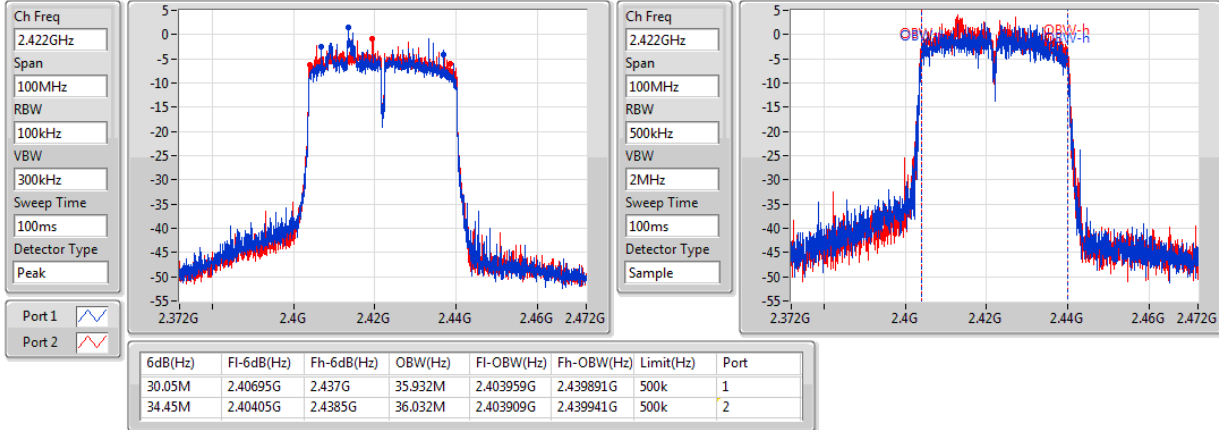 Ch Freq
2.422GHz
Span
100MHz
RBW
100kHz
VBW
300kHz
Sweep Time
100ms
Detector Type
Peak
Port 1
Port 2
5
0
-5
-10
-15
-20
-25
-30
-35
-40
-45
-50
-55
2.372G 2.4G 2.42G 2.44G 2.46G 2.472G
Ch Freq
2.422GHz
Span
100MHz
RBW
500kHz
VBW
2MHz
Sweep Time
100ms
Detector Type
Sample
5
0
-5
-10
-15
-20
-25
-30
-35
-40
-45
-50
-55
OBW-h
OBW-h
2.372G 2.4G 2.42G 2.44G 2.46G 2.472G
6dB(Hz) Fl-6dB(Hz) Fh-6dB(Hz) OBW(Hz) Fl-OBW(Hz) Fh-OBW(Hz) Limit(Hz) Port
30.05M 2.40695G 2.437G 35.932M 2.403959G 2.439891G 500k 1
34.45M 2.40405G 2.4385G 36.032M 2.403909G 2.439941G 500k 2